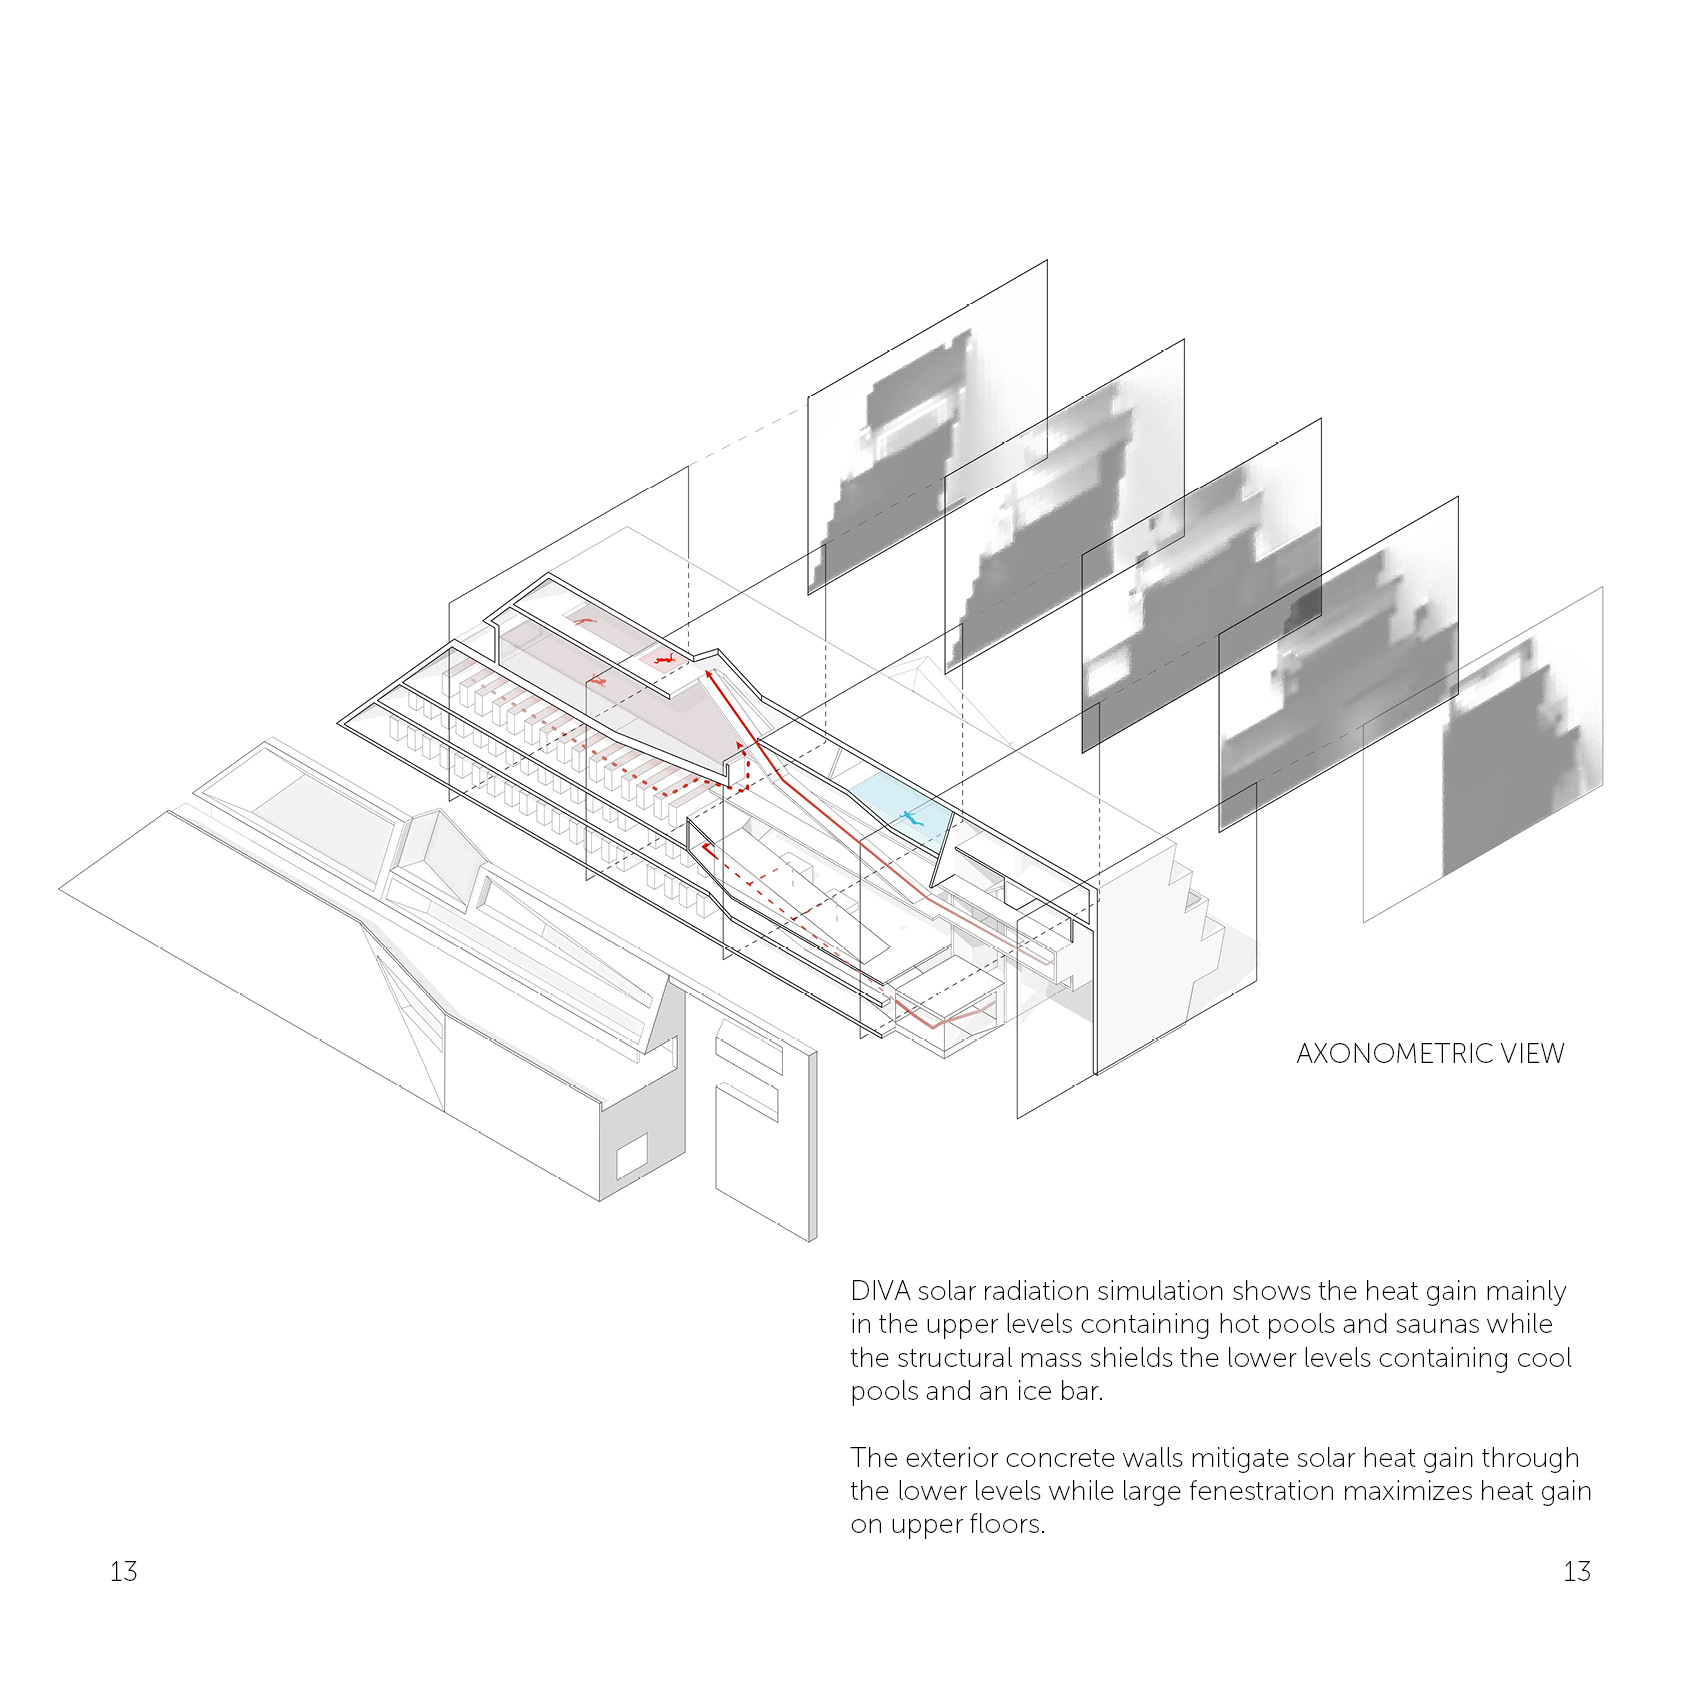 AXONOMETRIC VIEW
DIVA solar radiation simulation shows the heat gain mainly
in the upper levels containing hot pools and saunas while
the structural mass shields the lower levels containing cool
pools and an ice bar.
The exterior concrete walls mitigate solar heat gain through
the lower levels while large fenestration maximizes heat gain
on upper floors.
13
13